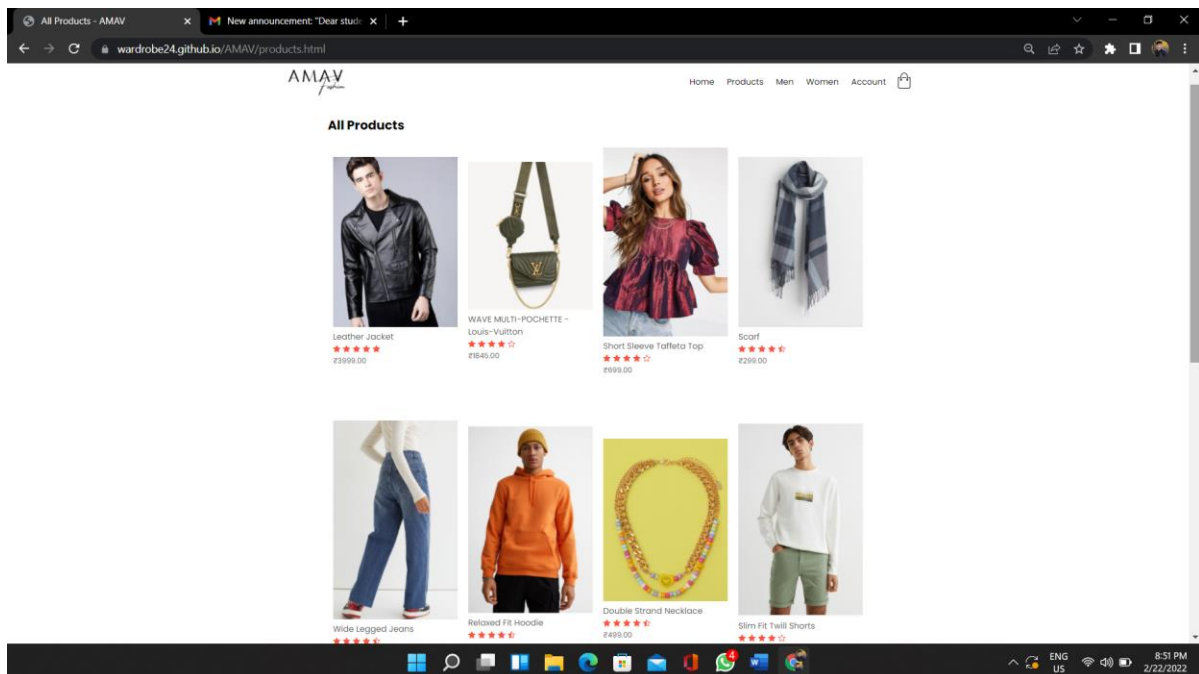 All Products - AMAV
New announcement: "Dear stude
wardrobe24.github.io/AMAV/products.html
AMAV
Fashion
Home Products Men Women Account
All Products
Leather Jacket
₹3999.00
WAVE MULTI-POCHETTE -
Louis-Vuitton
₹1845.00
Short Sleeve Taffeta Top
₹699.00
Scarf
₹299.00
Wide Legged Jeans
Relaxed Fit Hoodie
Double Strand Necklace
₹499.00
Slim Fit Twill Shorts
4
ENG
US
8:51 PM
2/22/2022